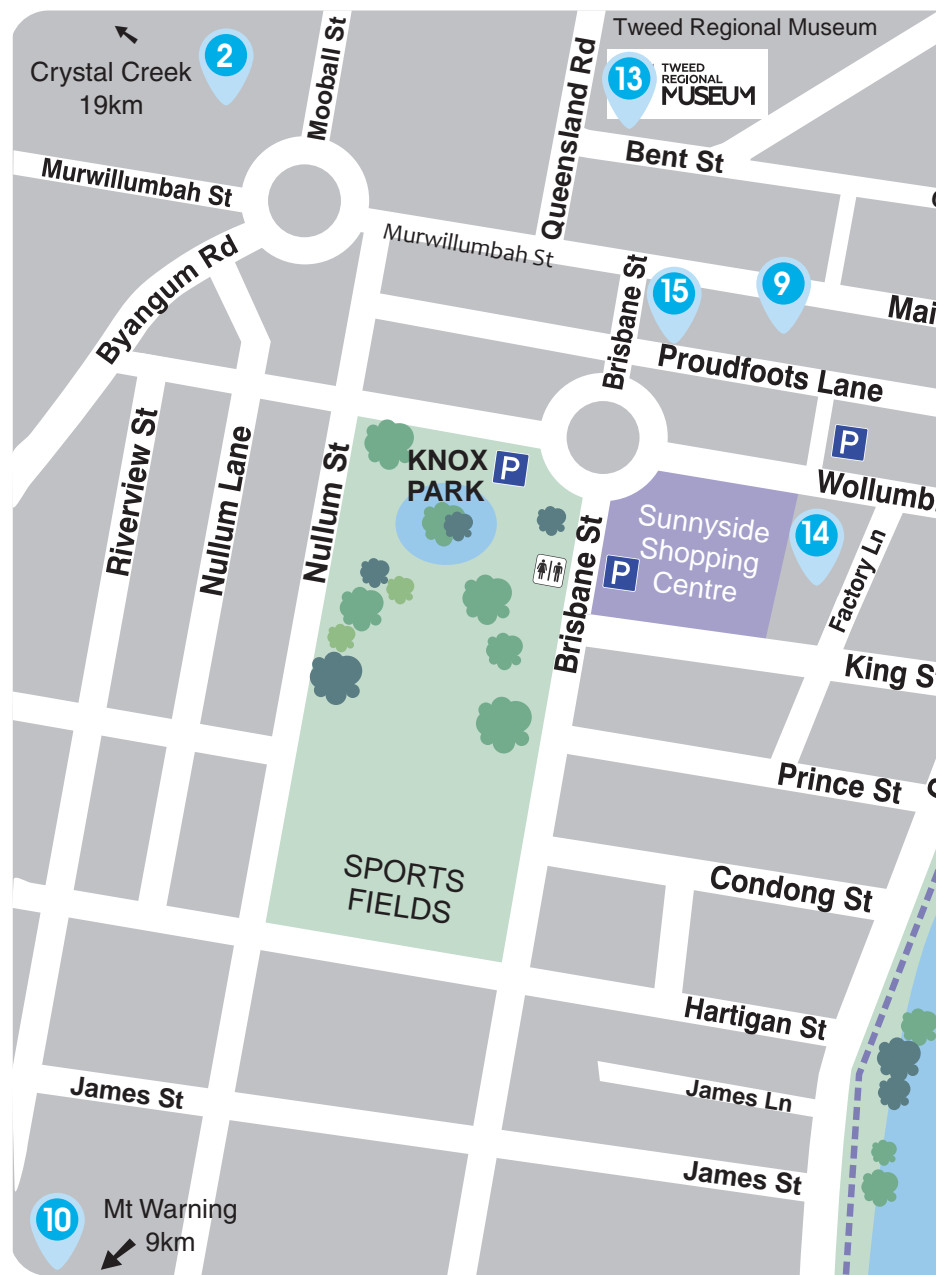 Tweed Regional Museum
2
Crystal Creek
19km
Mooball St
Queensland Rd
13
TWEED
REGIONAL
MUSEUM
Bent St
Murwillumbah St
Murwillumbah St
Byangum Rd
Brisbane St
15
9
Mai
Proudfoots Lane
P
KNOX
PARK
P
Wollumb
Riverview St
Nullum Lane
Nullum St
Brisbane St
P
Sunnyside
Shopping
Centre
14
Factory Ln
King S
Prince St
SPORTS
FIELDS
Condong St
Hartigan St
James Ln
James St
James St
10
Mt Warning
9km